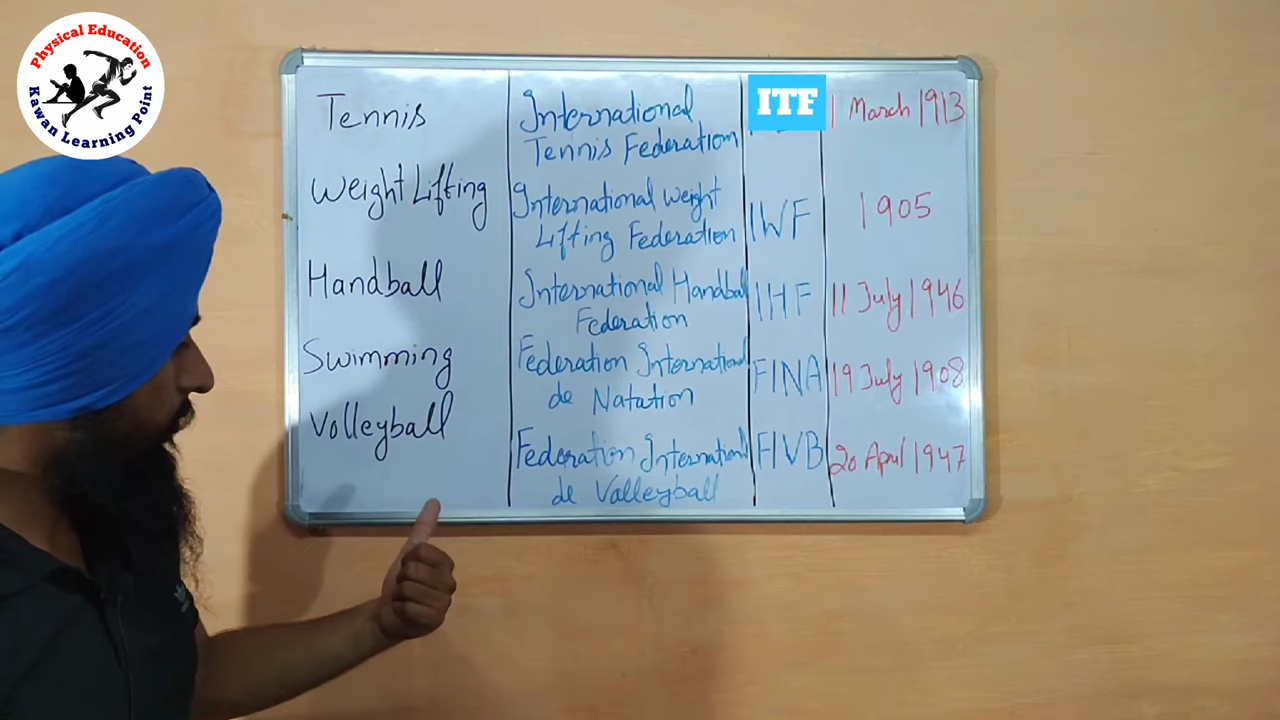 Physical Education
Kawan Learning Point
Tennis
International
Tennis Federation
ITF
1 March 1913
Weight Lifting
International Weight
Lifting Federation
IWF
1905
Handball
International Handball
Federation
IHF
11 July 1946
Swimming
Federation International
de Natation
FINA
19 July 1908
Volleyball
Federation International
de Valleyball
FIVB
20 April 1947